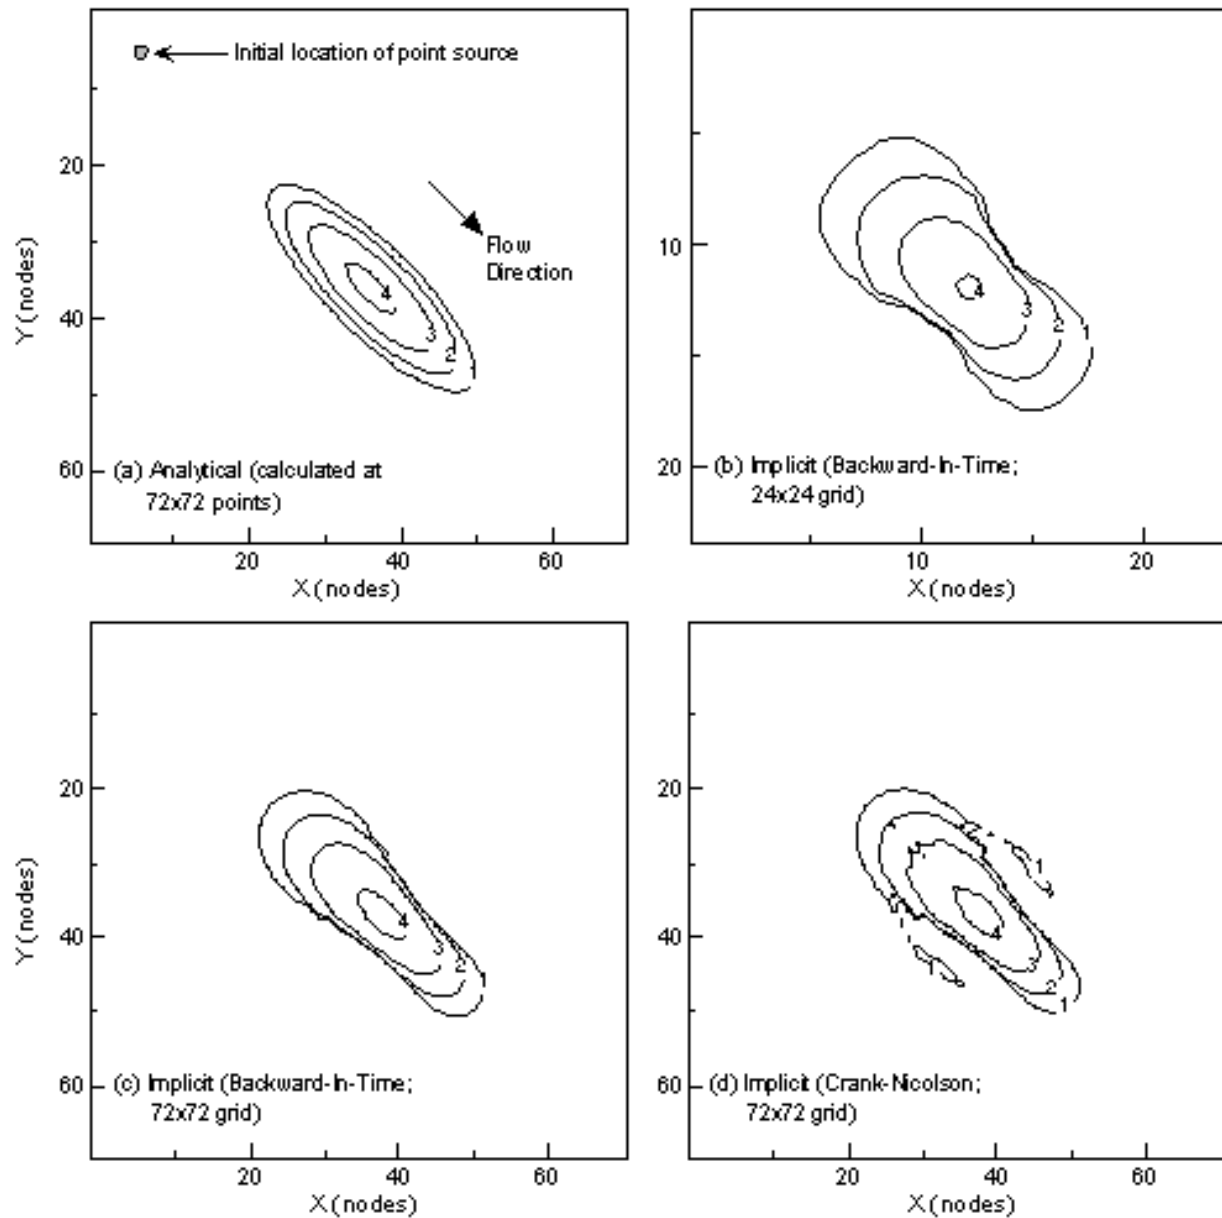 Initial location of point source
20
Flow
Direction
4
3
2
1
40
60
Y (nodes)
(a) Analytical (calculated at
72x72 points)
20
40
60
X (nodes)
10
4
3
2
1
20
(b) Implicit (Backward-In-Time;
24x24 grid)
10
20
X (nodes)
20
4
3
2
1
40
60
Y (nodes)
(c) Implicit (Backward-In-Time;
72x72 grid)
20
40
60
X (nodes)
20
1
4
3
2
1
1
40
60
(d) Implicit (Crank-Nicolson;
72x72 grid)
20
40
60
X (nodes)